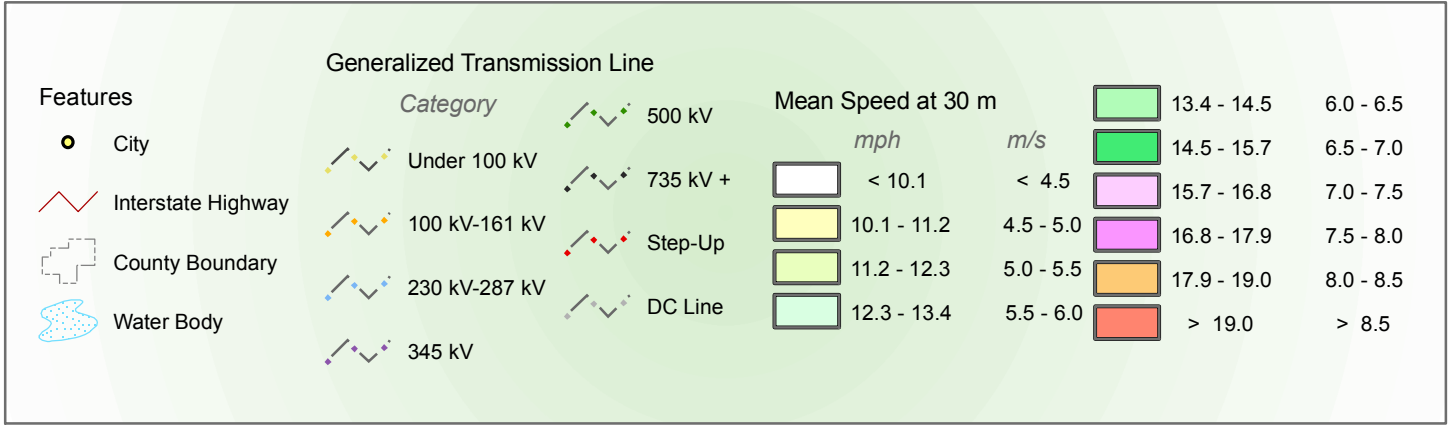 Features
City
Interstate Highway
County Boundary
Water Body
Generalized Transmission Line
Category
Under 100 kV
100 kV-161 kV
230 kV-287 kV
345 kV
500 kV
735 kV +
Step-Up
DC Line
Mean Speed at 30 m
mph m/s
< 10.1 < 4.5
10.1 - 11.2 4.5 - 5.0
11.2 - 12.3 5.0 - 5.5
12.3 - 13.4 5.5 - 6.0
13.4 - 14.5 6.0 - 6.5
14.5 - 15.7 6.5 - 7.0
15.7 - 16.8 7.0 - 7.5
16.8 - 17.9 7.5 - 8.0
17.9 - 19.0 8.0 - 8.5
> 19.0 > 8.5